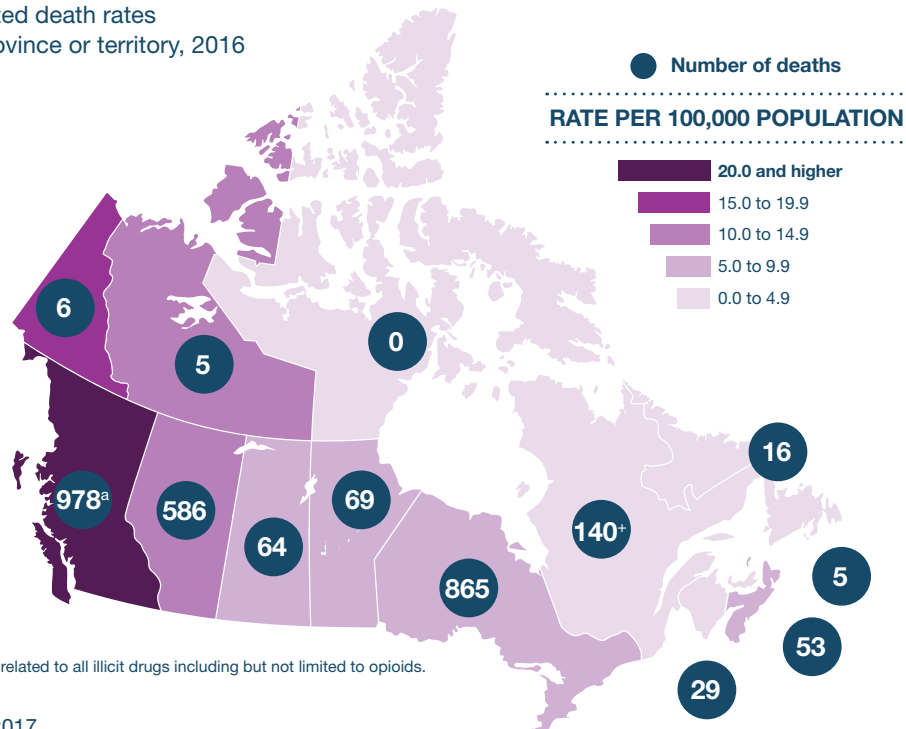 ed death rates
ovince or territory, 2016
Number of deaths
RATE PER 100,000 POPULATION
20.0 and higher
15.0 to 19.9
10.0 to 14.9
5.0 to 9.9
0.0 to 4.9
6
5
0
978ᵃ
586
64
69
865
140⁺
16
5
53
29
related to all illicit drugs including but not limited to opioids.
2017